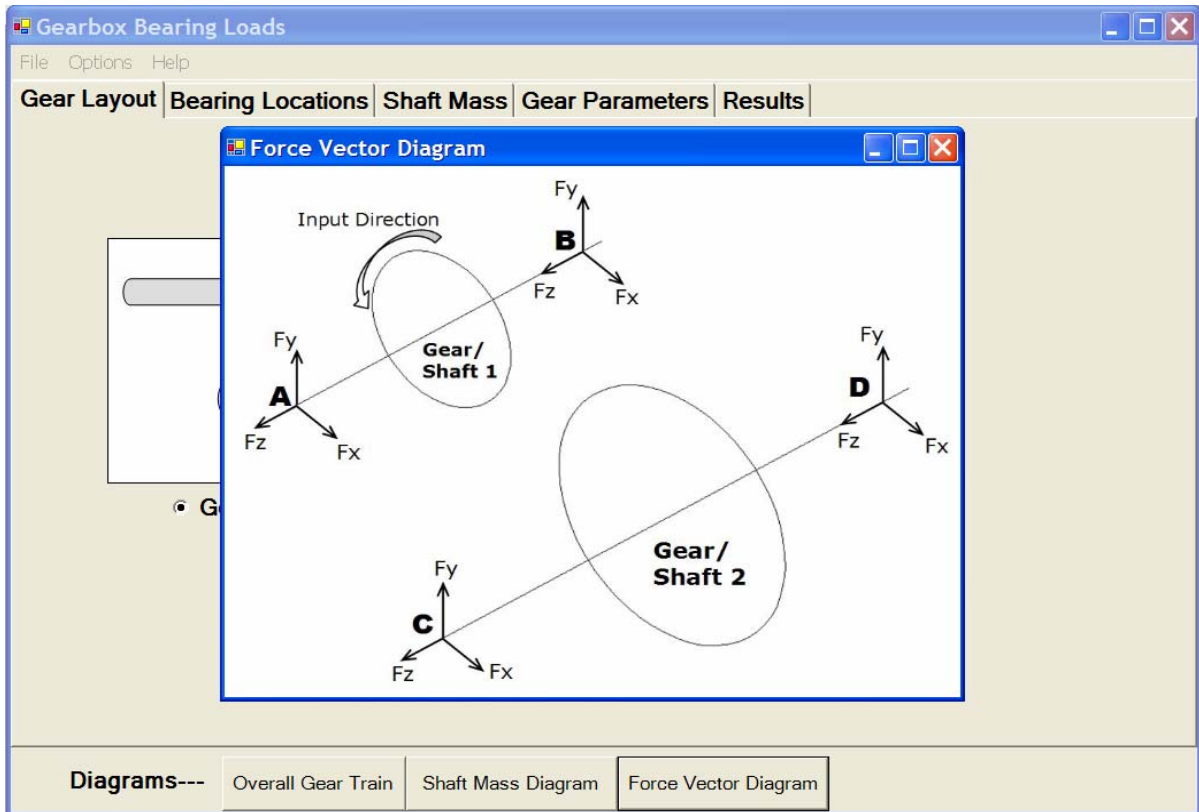 Gearbox Bearing Loads
File Options Help
Gear Layout Bearing Locations Shaft Mass Gear Parameters Results
Force Vector Diagram
Input Direction
Fy
B
Fz
Fx
Gear/
Shaft 1
Fy
A
Fz
Fx
Fy
D
Fz
Fx
Gear/
Shaft 2
Fy
C
Fz
Fx
Diagrams--- Overall Gear Train Shaft Mass Diagram Force Vector Diagram